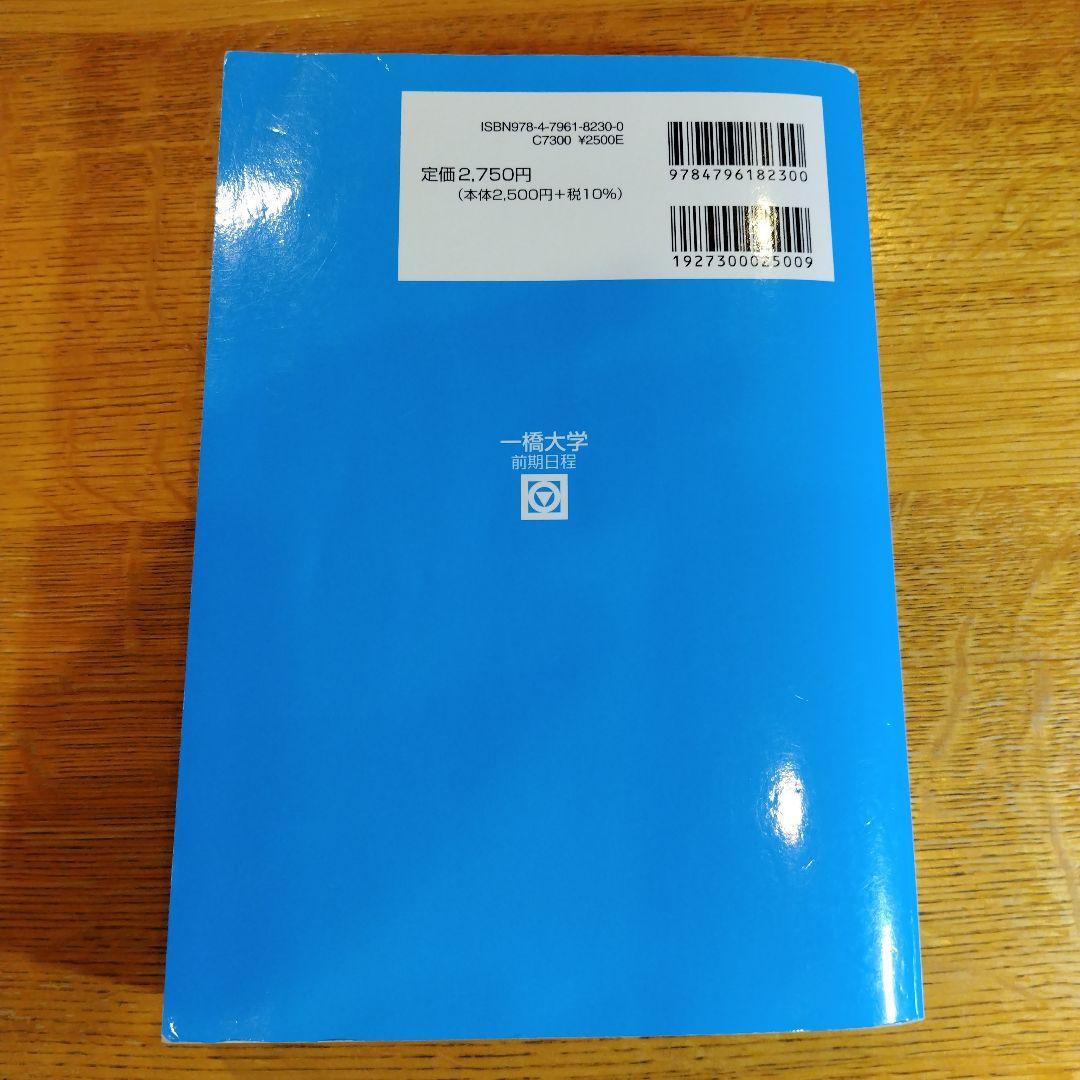 ISBN978-4-7961-8230-0
C7300 ¥2500E
定価2,750円
（本体2,500円＋税10％）
9784796182300
1927300025009
一橋大学
前期日程